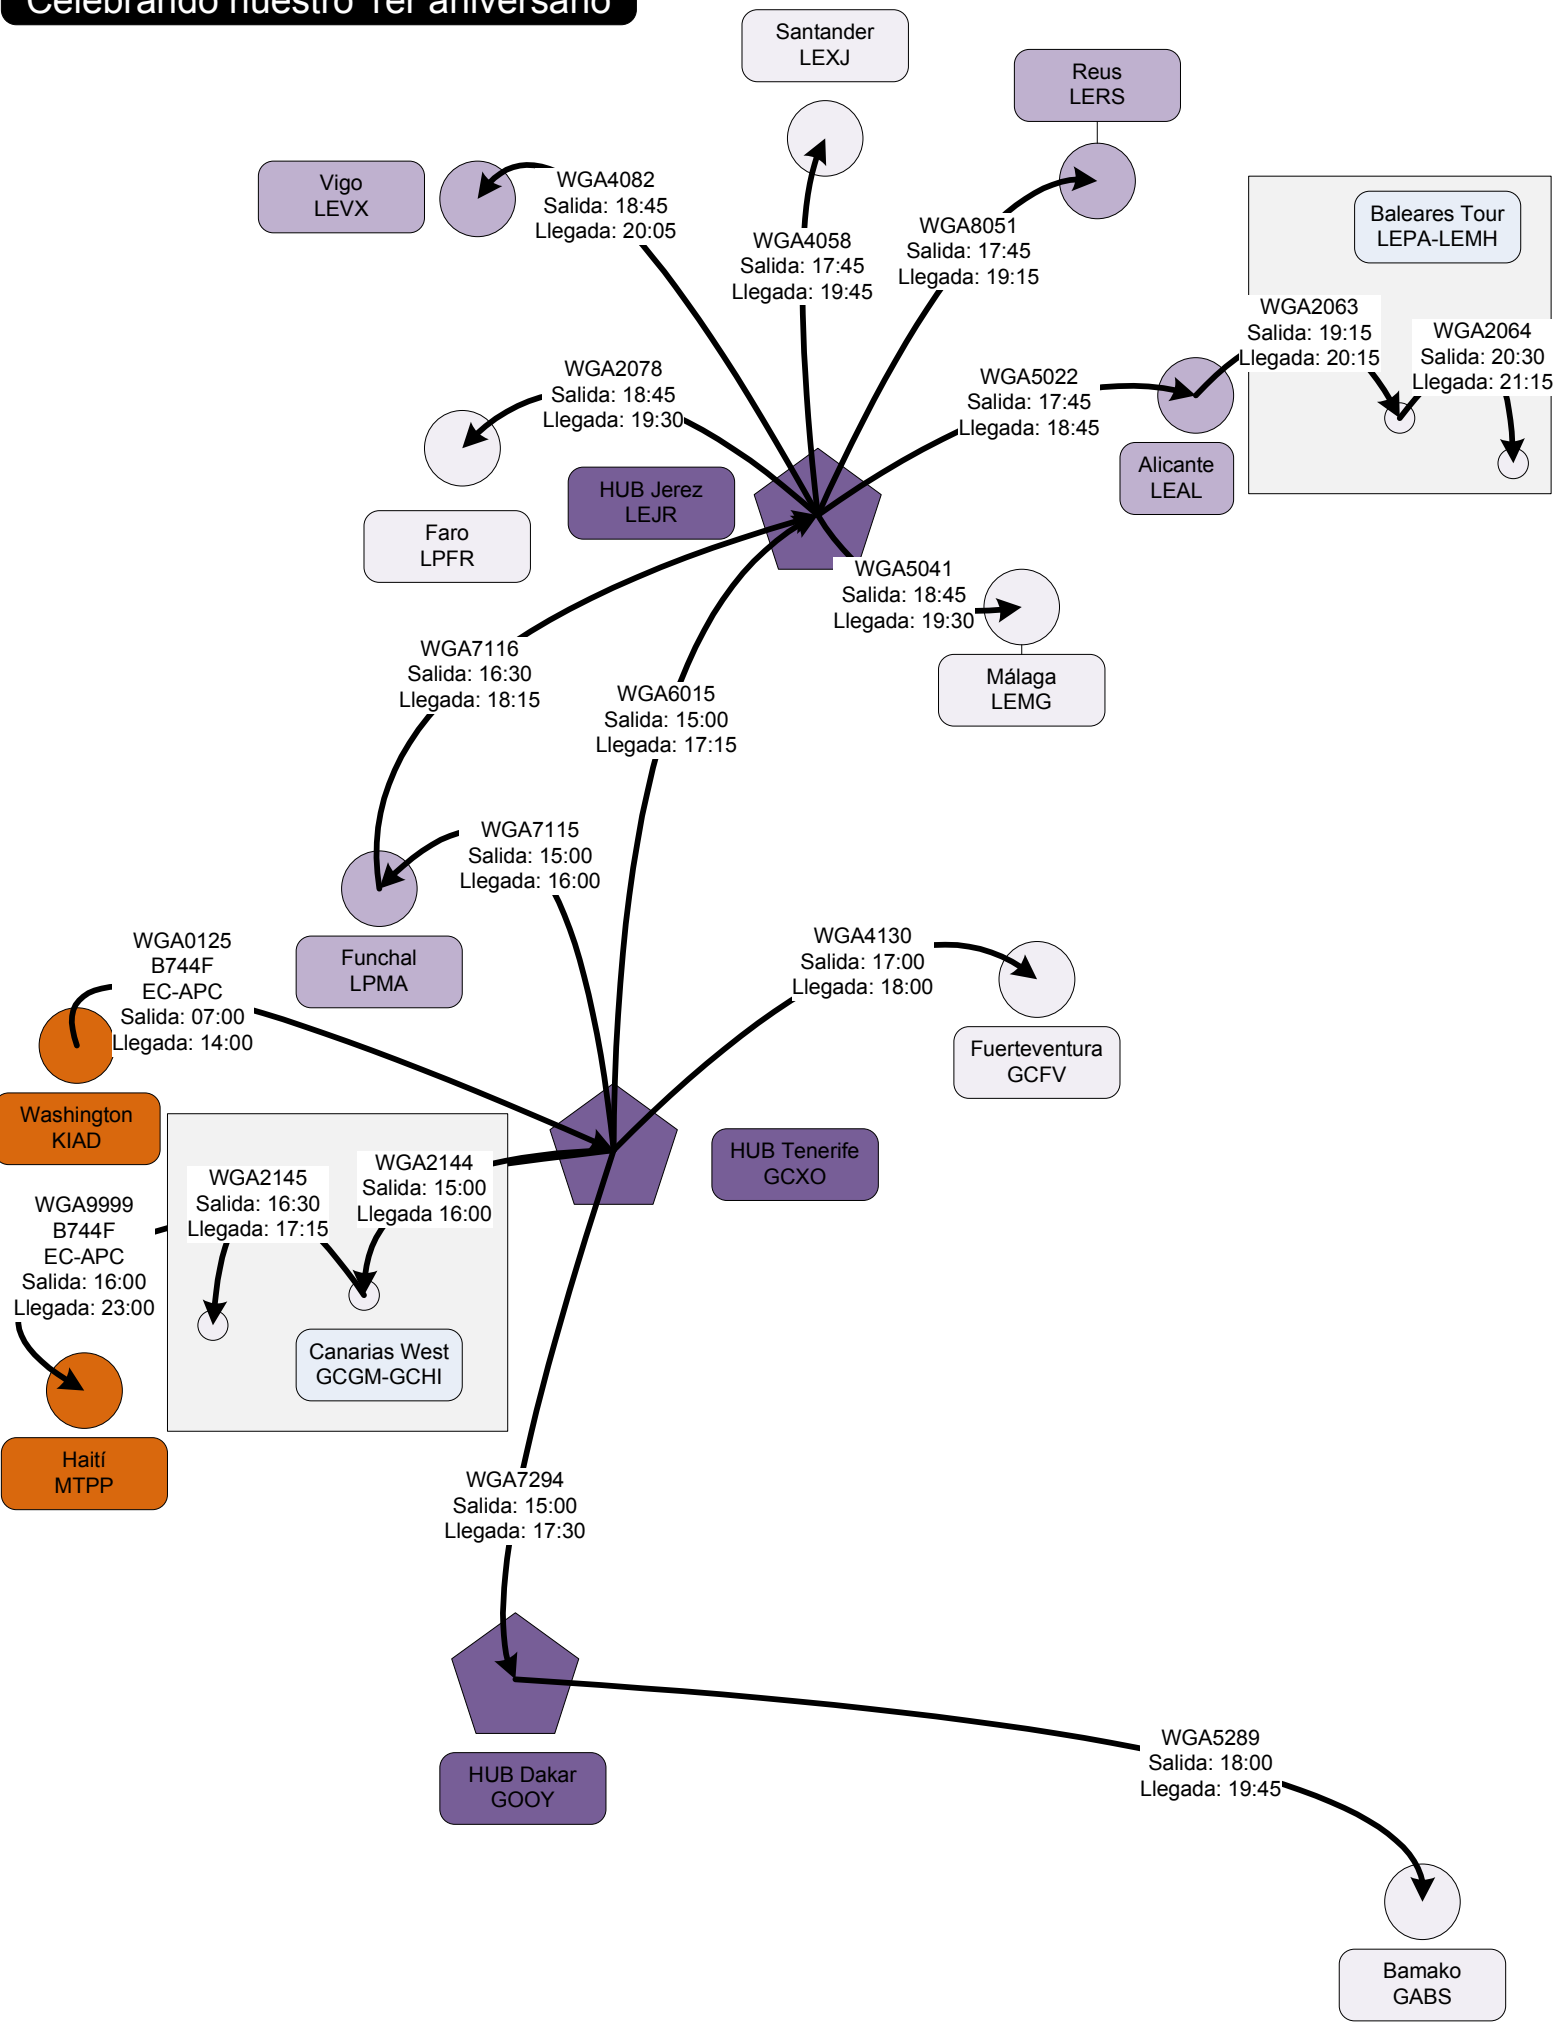 Celebrando nuestro 1er aniversario
Santander
LEXJ
Reus
LERS
Vigo
LEVX
WGA4082
Salida: 18:45
Llegada: 20:05
WGA4058
Salida: 17:45
Llegada: 19:45
WGA8051
Salida: 17:45
Llegada: 19:15
Baleares Tour
LEPA-LEMH
WGA2063
Salida: 19:15
Llegada: 20:15
WGA2064
Salida: 20:30
Llegada: 21:15
WGA2078
Salida: 18:45
Llegada: 19:30
WGA5022
Salida: 17:45
Llegada: 18:45
Alicante
LEAL
HUB Jerez
LEJR
Faro
LPFR
WGA5041
Salida: 18:45
Llegada: 19:30
Málaga
LEMG
WGA7116
Salida: 16:30
Llegada: 18:15
WGA6015
Salida: 15:00
Llegada: 17:15
WGA7115
Salida: 15:00
Llegada: 16:00
Funchal
LPMA
WGA0125
B744F
EC-APC
Salida: 07:00
Llegada: 14:00
WGA4130
Salida: 17:00
Llegada: 18:00
Fuerteventura
GCFV
Washington
KIAD
HUB Tenerife
GCXO
WGA2145
Salida: 16:30
Llegada: 17:15
WGA2144
Salida: 15:00
Llegada 16:00
WGA9999
B744F
EC-APC
Salida: 16:00
Llegada: 23:00
Canarias West
GCGM-GCHI
Haití
MTPP
WGA7294
Salida: 15:00
Llegada: 17:30
HUB Dakar
GOOY
WGA5289
Salida: 18:00
Llegada: 19:45
Bamako
GABS